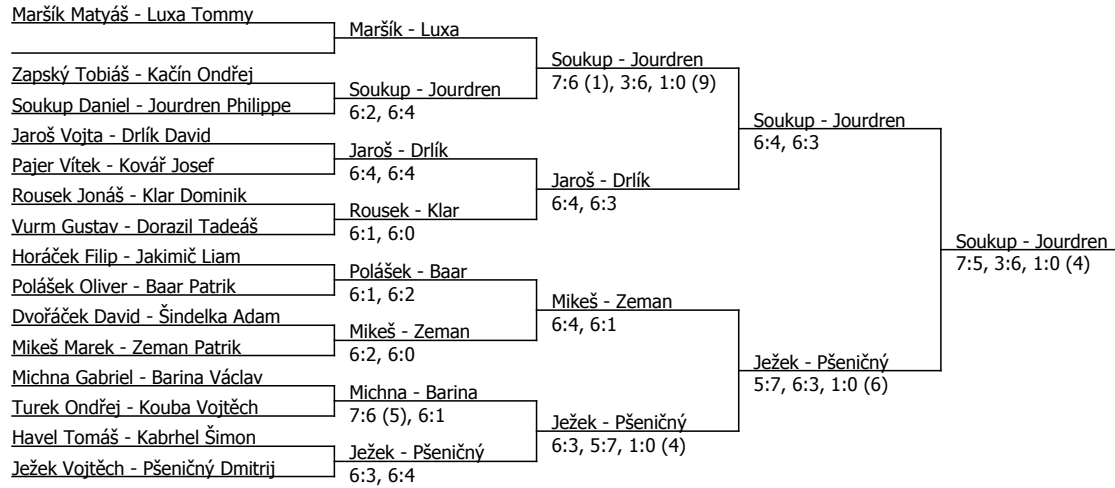 Maršík Matyáš - Luxa Tommy
Zapský Tobiáš - Kačín Ondřej
Soukup Daniel - Jourdren Philippe
Jaroš Vojta - Drlík David
Pajer Vítek - Kovář Josef
Rousek Jonáš - Klar Dominik
Vurm Gustav - Dorazil Tadeáš
Horáček Filip - Jakimič Liam
Polášek Oliver - Baar Patrik
Dvořáček David - Šindelka Adam
Mikeš Marek - Zeman Patrik
Michna Gabriel - Barina Václav
Turek Ondřej - Kouba Vojtěch
Havel Tomáš - Kabrhel Šimon
Ježek Vojtěch - Pšeničný Dmitrij
Maršík - Luxa
Soukup - Jourdren
6:2, 6:4
Jaroš - Drlík
6:4, 6:4
Rousek - Klar
6:1, 6:0
Polášek - Baar
6:1, 6:2
Mikeš - Zeman
6:2, 6:0
Michna - Barina
7:6 (5), 6:1
Ježek - Pšeničný
6:3, 6:4
Soukup - Jourdren
7:6 (1), 3:6, 1:0 (9)
Jaroš - Drlík
6:4, 6:3
Mikeš - Zeman
6:4, 6:1
Ježek - Pšeničný
6:3, 5:7, 1:0 (4)
Soukup - Jourdren
6:4, 6:3
Ježek - Pšeničný
5:7, 6:3, 1:0 (6)
Soukup - Jourdren
7:5, 3:6, 1:0 (4)